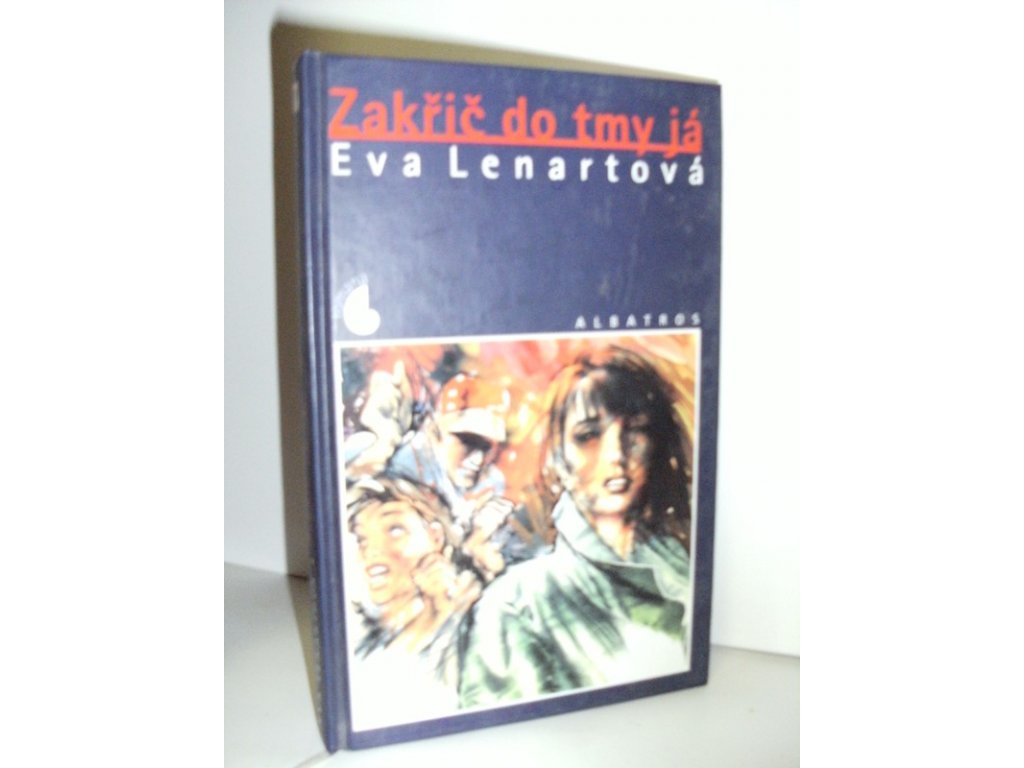 Zakřič do tmy já
Eva Lenartová
ALBATROS